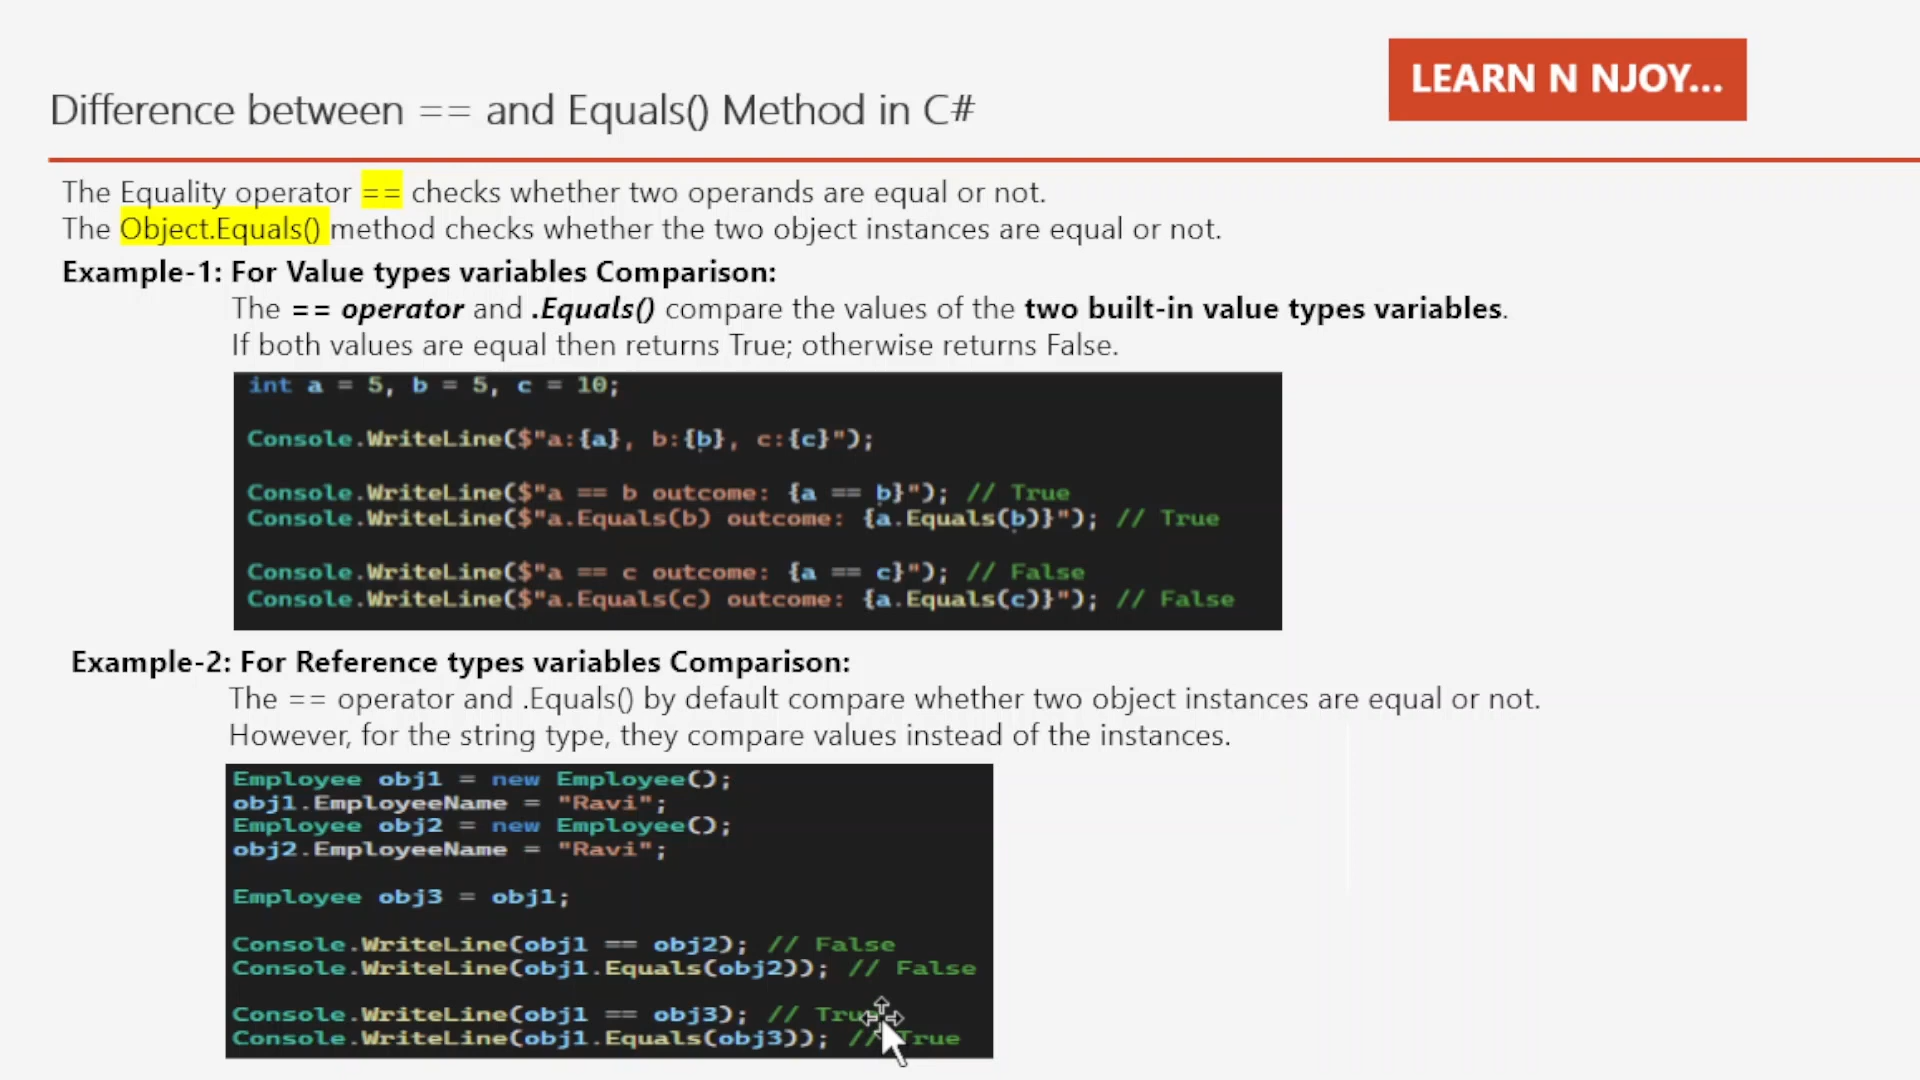 LEARN N NJOY...
Difference between == and Equals() Method in C#
The Equality operator == checks whether two operands are equal or not.
The Object.Equals() method checks whether the two object instances are equal or not.
Example-1: For Value types variables Comparison:
The == operator and .Equals() compare the values of the two built-in value types variables.
If both values are equal then returns True; otherwise returns False.
int a = 5, b = 5, c = 10;
Console.WriteLine($"a:{a}, b:{b}, c:{c}");
Console.WriteLine($"a == b outcome: {a == b}"); // True
Console.WriteLine($"a.Equals(b) outcome: {a.Equals(b)}"); // True
Console.WriteLine($"a == c outcome: {a == c}"); // False
Console.WriteLine($"a.Equals(c) outcome: {a.Equals(c)}"); // False
Example-2: For Reference types variables Comparison:
The == operator and .Equals() by default compare whether two object instances are equal or not.
However, for the string type, they compare values instead of the instances.
Employee obj1 = new Employee();
obj1.EmployeeName = "Ravi";
Employee obj2 = new Employee();
obj2.EmployeeName = "Ravi";
Employee obj3 = obj1;
Console.WriteLine(obj1 == obj2); // False
Console.WriteLine(obj1.Equals(obj2)); // False
Console.WriteLine(obj1 == obj3); // True
Console.WriteLine(obj1.Equals(obj3)); // True